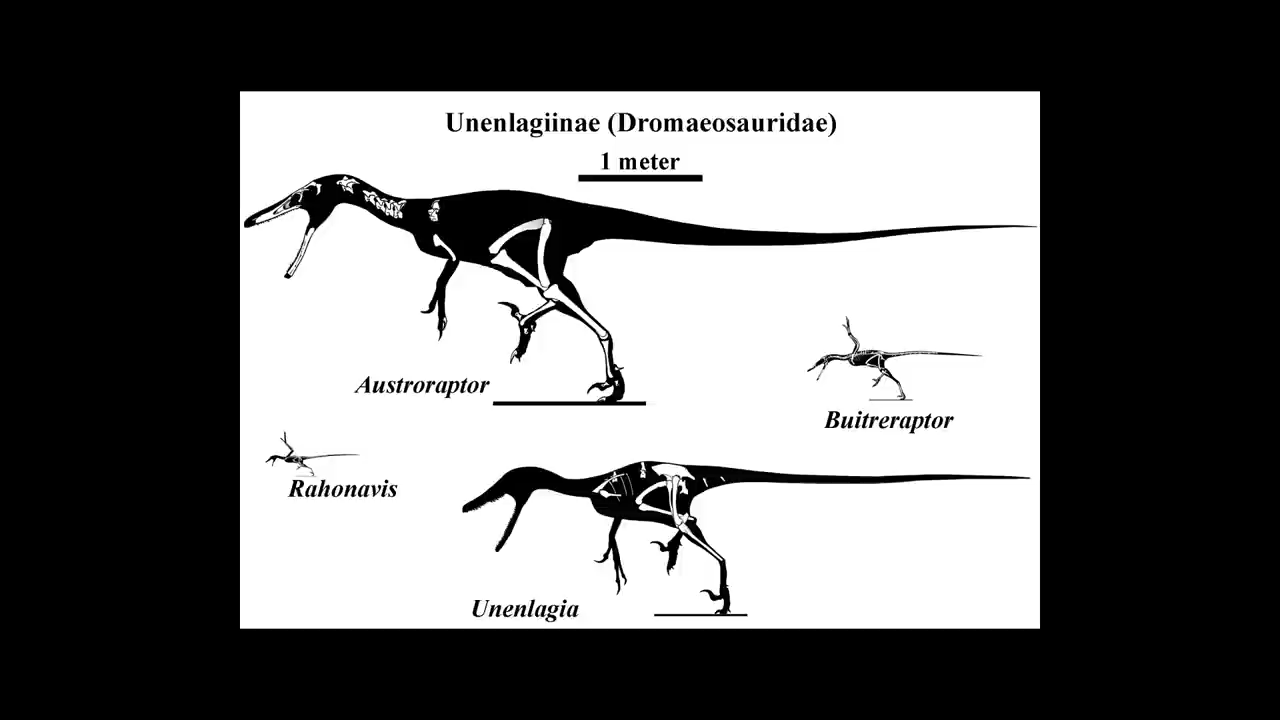 Unenlagiinae (Dromaeosauridae)
1 meter
Austroraptor
Buitreraptor
Rahonavis
Unenlagia